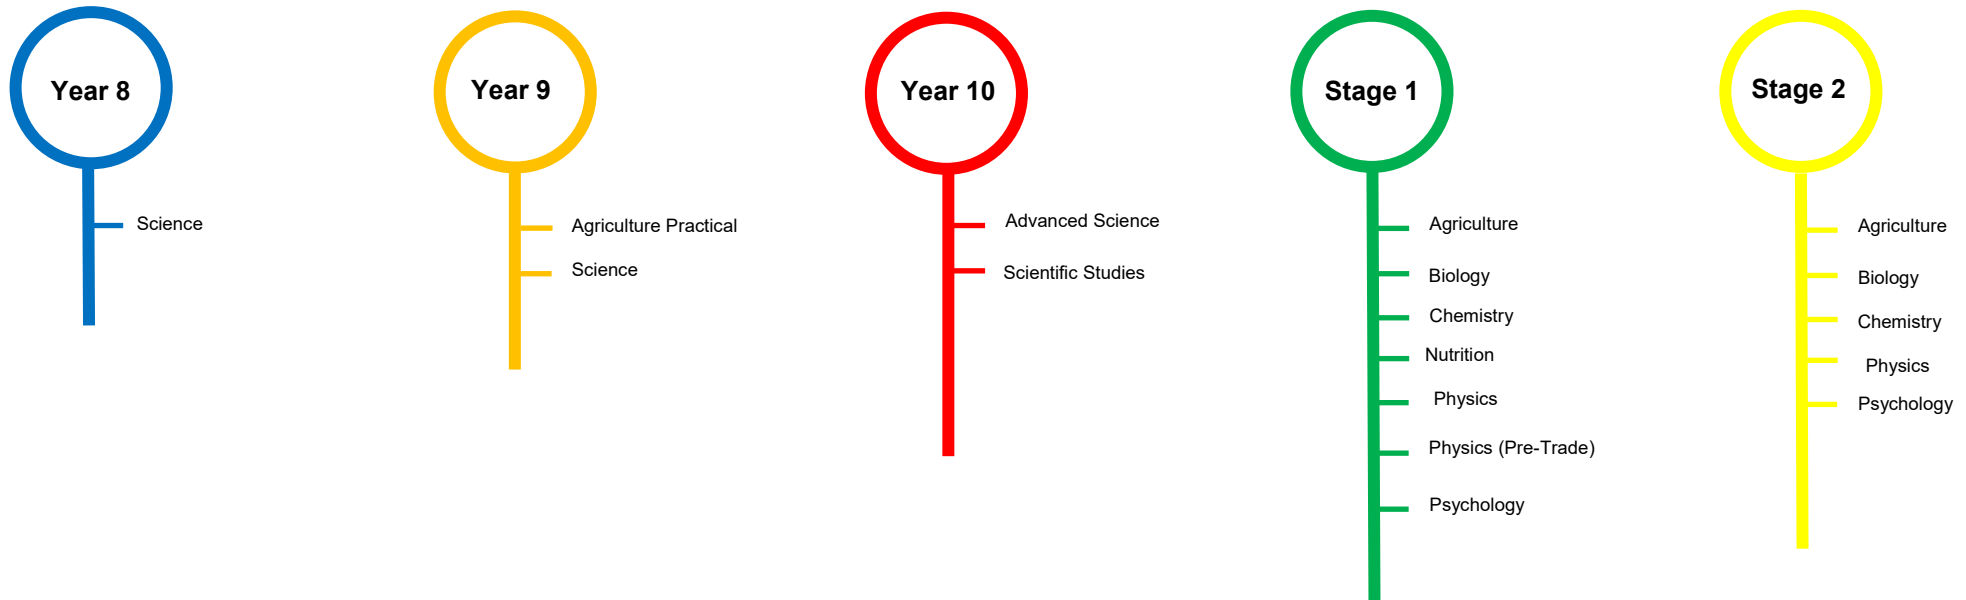 Year 8
Science
Year 9
Agriculture Practical
Science
Year 10
Advanced Science
Scientific Studies
Stage 1
Agriculture
Biology
Chemistry
Nutrition
Physics
Physics (Pre-Trade)
Psychology
Stage 2
Agriculture
Biology
Chemistry
Physics
Psychology